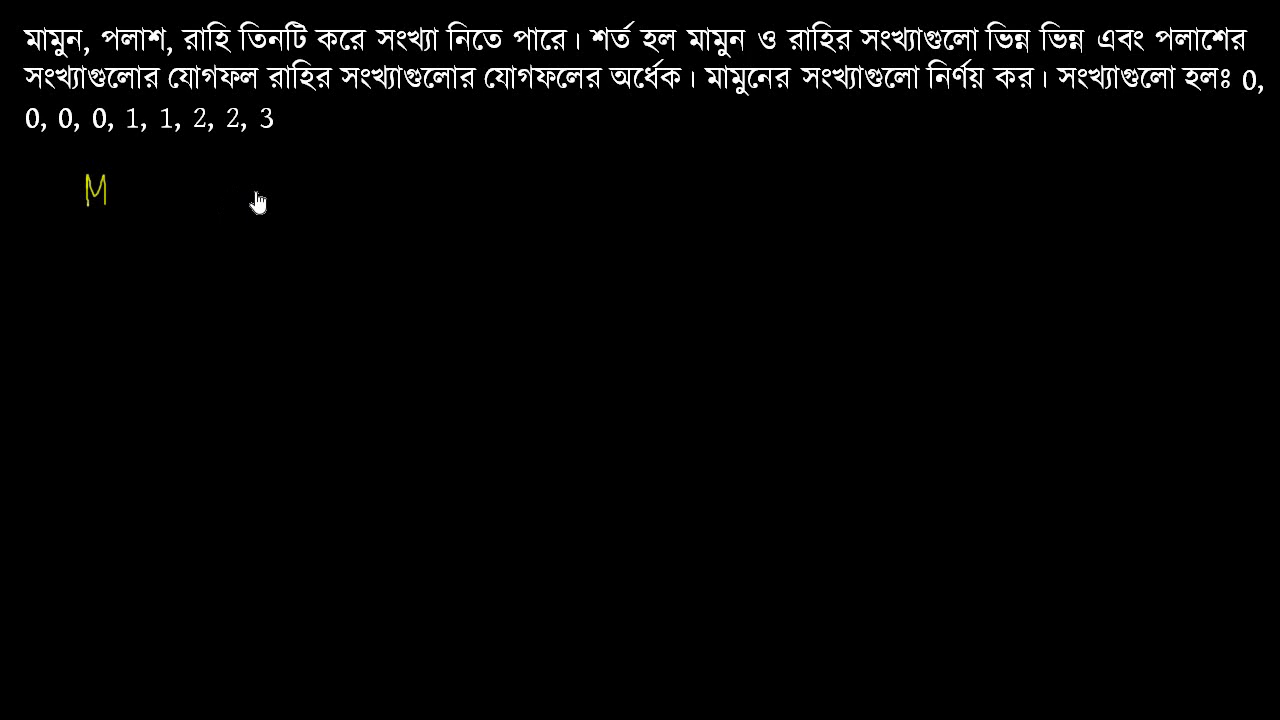 মামুন, পলাশ, রাহি তিনটি করে সংখ্যা নিতে পারে। শর্ত হল মামুন ও রাহির সংখ্যাগুলো ভিন্ন ভিন্ন এবং পলাশের
সংখ্যাগুলোর যোগফল রাহির সংখ্যাগুলোর যোগফলের অর্ধেক। মামুনের সংখ্যাগুলো নির্ণয় কর। সংখ্যাগুলো হলঃ 0,
0, 0, 0, 1, 1, 2, 2, 3
M